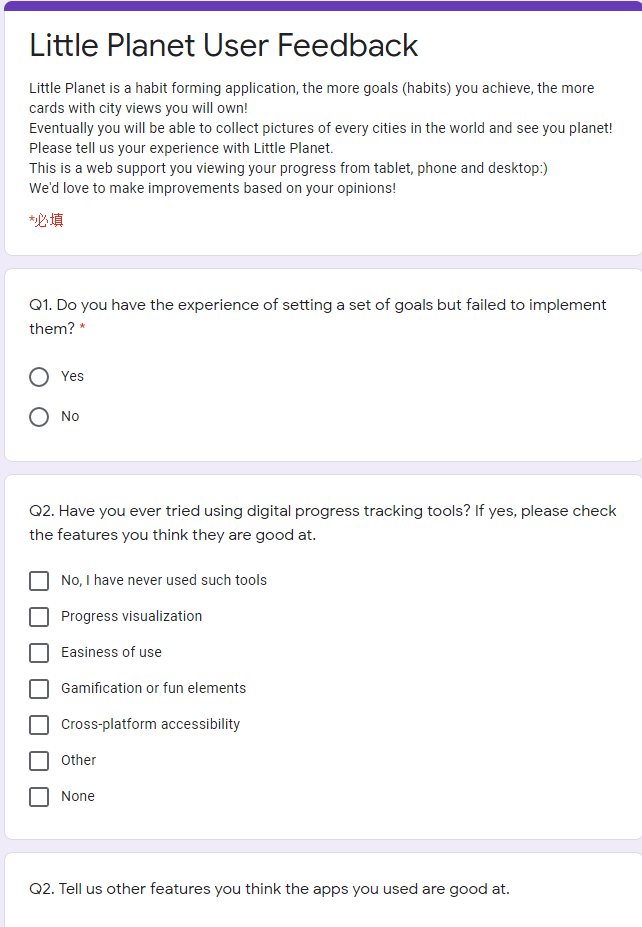 Little Planet User Feedback
Little Planet is a habit forming application, the more goals (habits) you achieve, the more
cards with city views you will own!
Eventually you will be able to collect pictures of every cities in the world and see you planet!
Please tell us your experience with Little Planet.
This is a web support you viewing your progress from tablet, phone and desktop:)
We'd love to make improvements based on your opinions!
*必填
Q1. Do you have the experience of setting a set of goals but failed to implement
them? *
Yes
No
Q2. Have you ever tried using digital progress tracking tools? If yes, please check
the features you think they are good at.
No, I have never used such tools
Progress visualization
Easiness of use
Gamification or fun elements
Cross-platform accessibility
Other
None
Q2. Tell us other features you think the apps you used are good at.